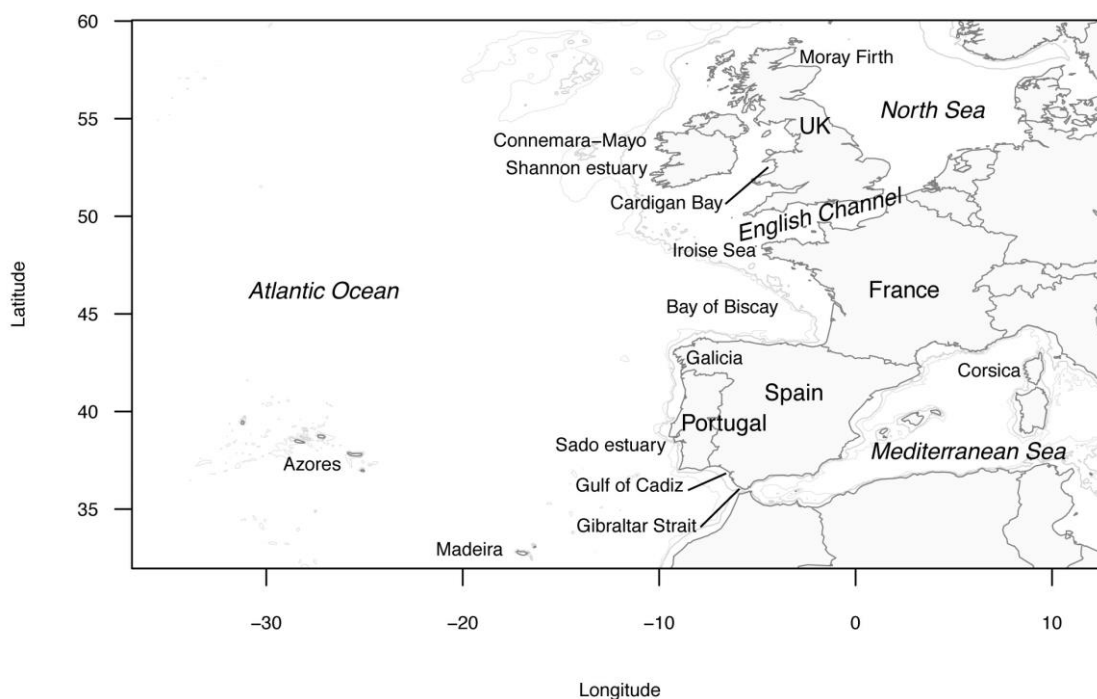 60
55
50
45
40
35
Latitude
Moray Firth
North Sea
UK
Connemara−Mayo
Shannon estuary
Cardigan Bay
English Channel
Iroise Sea
Atlantic Ocean
France
Bay of Biscay
Galicia
Corsica
Spain
Portugal
Sado estuary
Mediterranean Sea
Azores
Gulf of Cadiz
Gibraltar Strait
Madeira
−30
−20
−10
0
10
Longitude